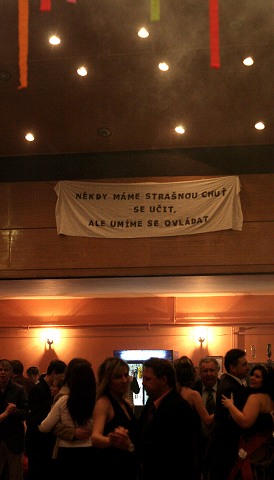 NĚKDY MÁME STRAŠNOU CHUŤ
SE UČIT,
ALE UMÍME SE OVLÁDAT